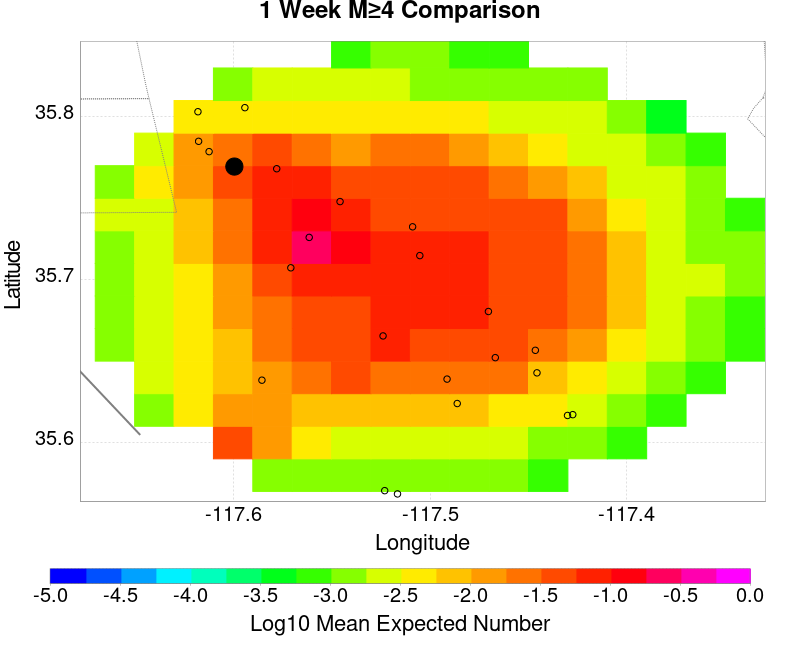 1 Week M≥4 Comparison
35.8
35.7
35.6
Latitude
-117.6 -117.5 -117.4
Longitude
-5.0 -4.5 -4.0 -3.5 -3.0 -2.5 -2.0 -1.5 -1.0 -0.5 0.0
Log10 Mean Expected Number